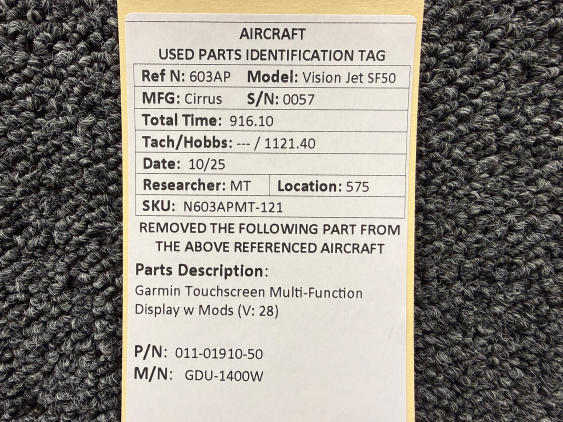 AIRCRAFT
USED PARTS IDENTIFICATION TAG
Ref N: 603AP Model: Vision Jet SF50
MFG: Cirrus S/N: 0057
Total Time: 916.10
Tach/Hobbs: --- / 1121.40
Date: 10/25
Researcher: MT Location: 575
SKU: N603APMT-121
REMOVED THE FOLLOWING PART FROM
THE ABOVE REFERENCED AIRCRAFT
Parts Description:
Garmin Touchscreen Multi-Function
Display w Mods (V: 28)
P/N: 011-01910-50
M/N: GDU-1400W